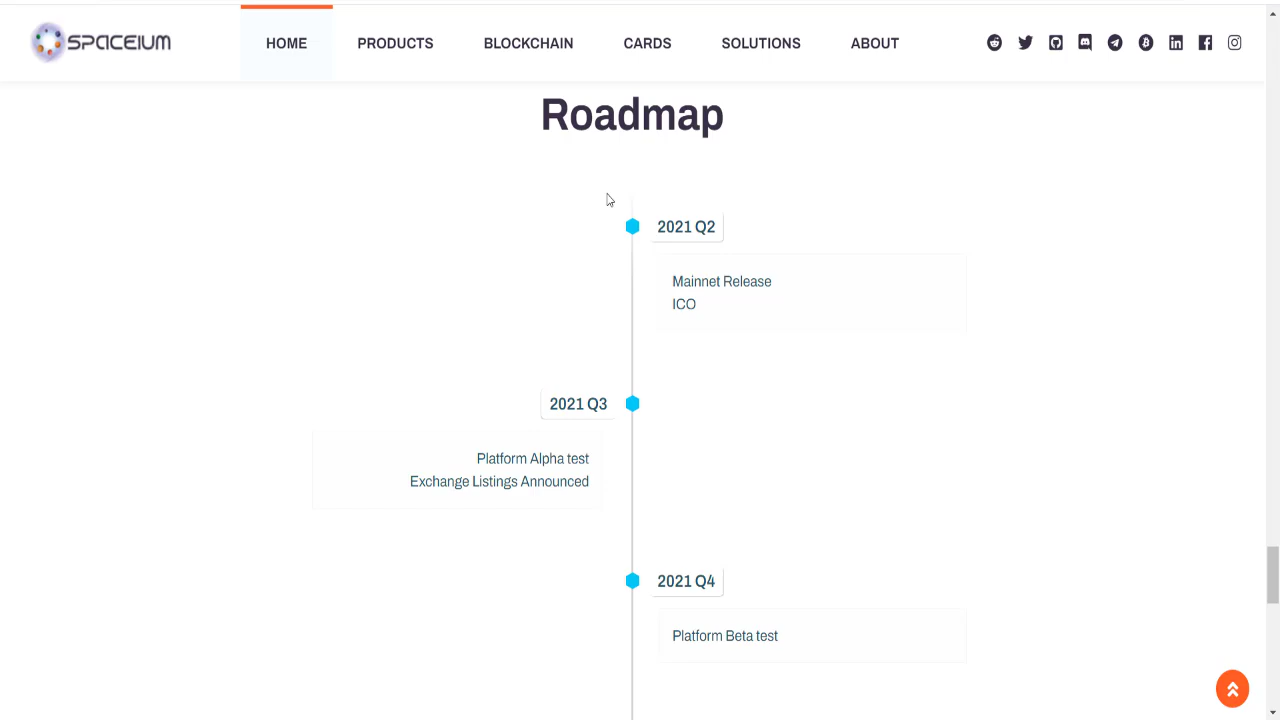 SPACEIUM
HOME PRODUCTS BLOCKCHAIN CARDS SOLUTIONS ABOUT
Roadmap
2021 Q2
Mainnet Release
ICO
2021 Q3
Platform Alpha test
Exchange Listings Announced
2021 Q4
Platform Beta test